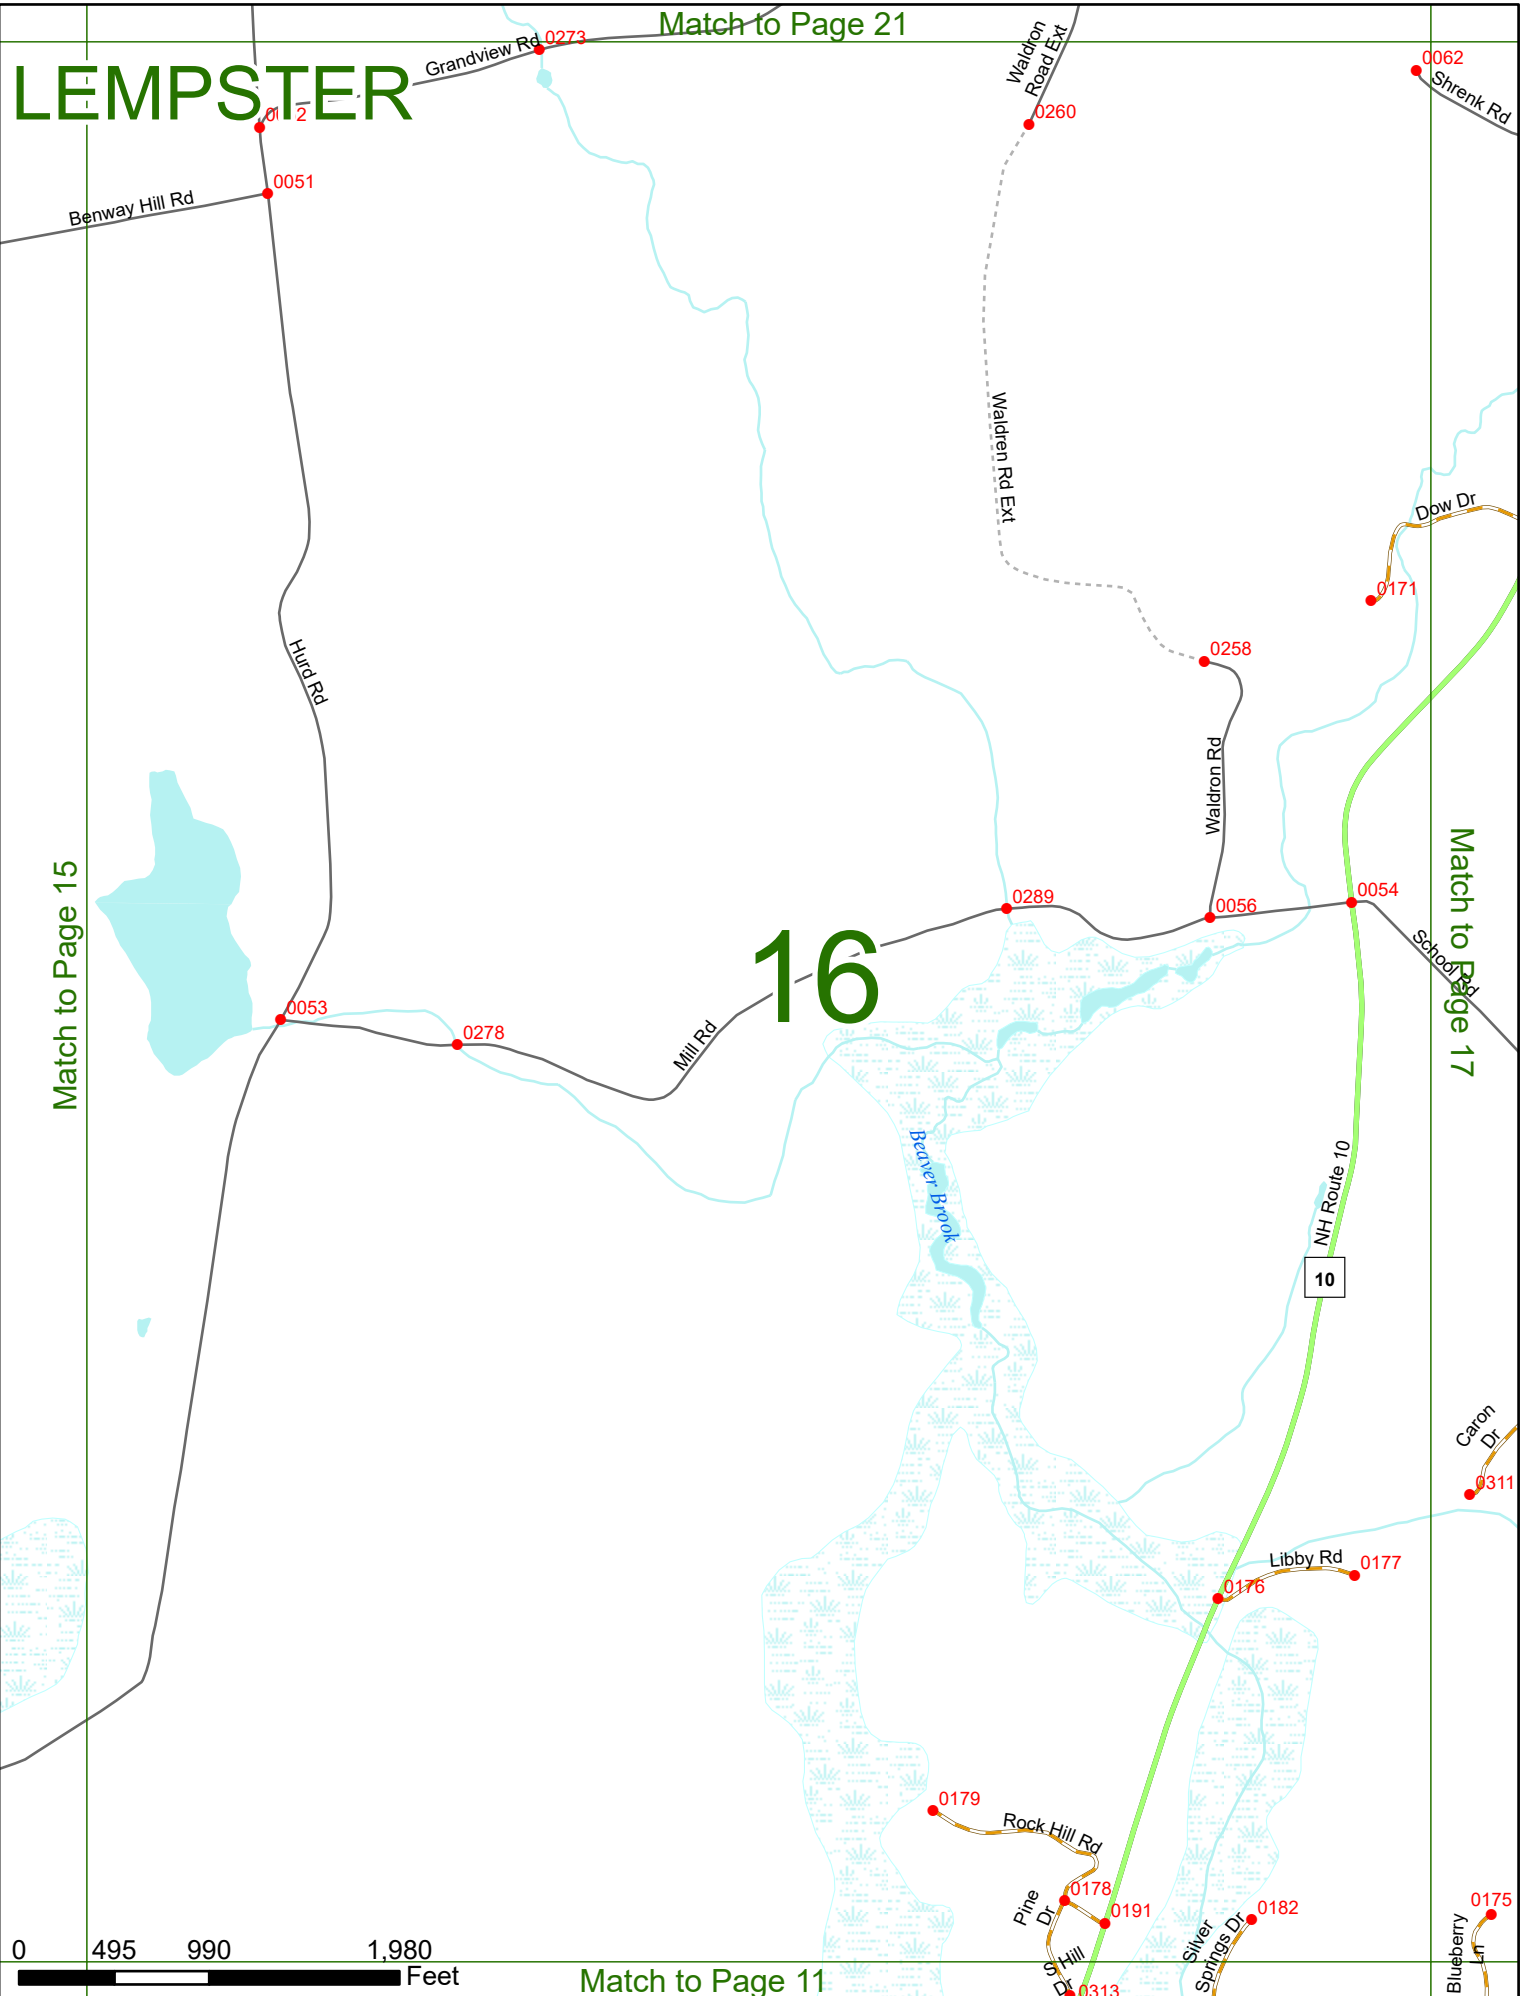 Match to Page 21
LEMPSTER
Grandview Rd
0273
Waldron
Road Ext
0062
Shrenk Rd
0260
0051
Benway Hill Rd
Waldren Rd Ext
Dow Dr
0171
0258
Hurd Rd
Waldron Rd
Match to Page 15
Match to Page 17
0289
0056
0054
16
School Rd
0053
0278
Mill Rd
Beaver Brook
NH Route 10
10
Caron
Dr
0311
Libby Rd
0177
0176
0179
Rock Hill Rd
0178
0191
Pine
Dr
0182
0175
Silver
Springs Dr
Blueberry
Ln
S Hill
Dr
0313
0 495 990 1,980
Feet
Match to Page 11